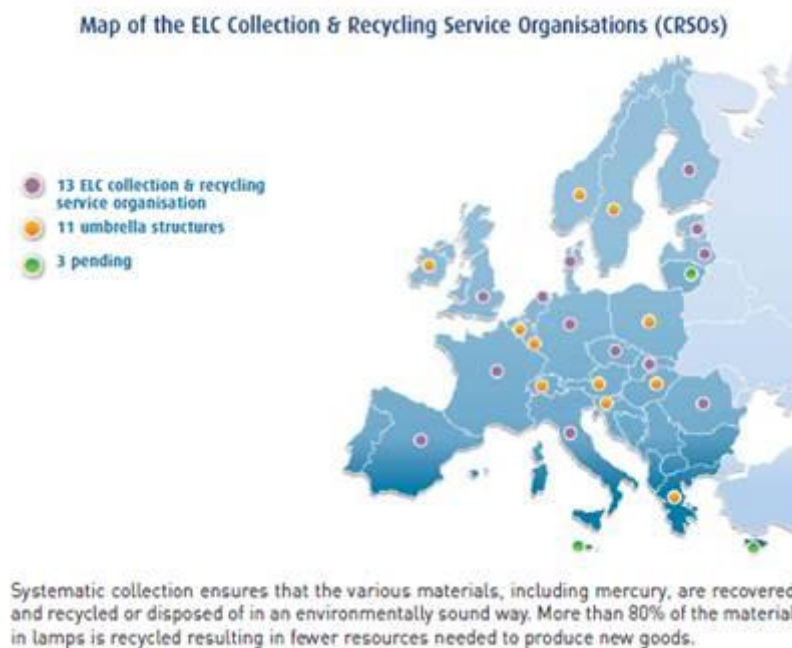 Map of the ELC Collection & Recycling Service Organisations (CRSOs)
13 ELC collection & recycling
service organisation
11 umbrella structures
3 pending
Systematic collection ensures that the various materials, including mercury, are recovered
and recycled or disposed of in an environmentally sound way. More than 80% of the material
in lamps is recycled resulting in fewer resources needed to produce new goods.